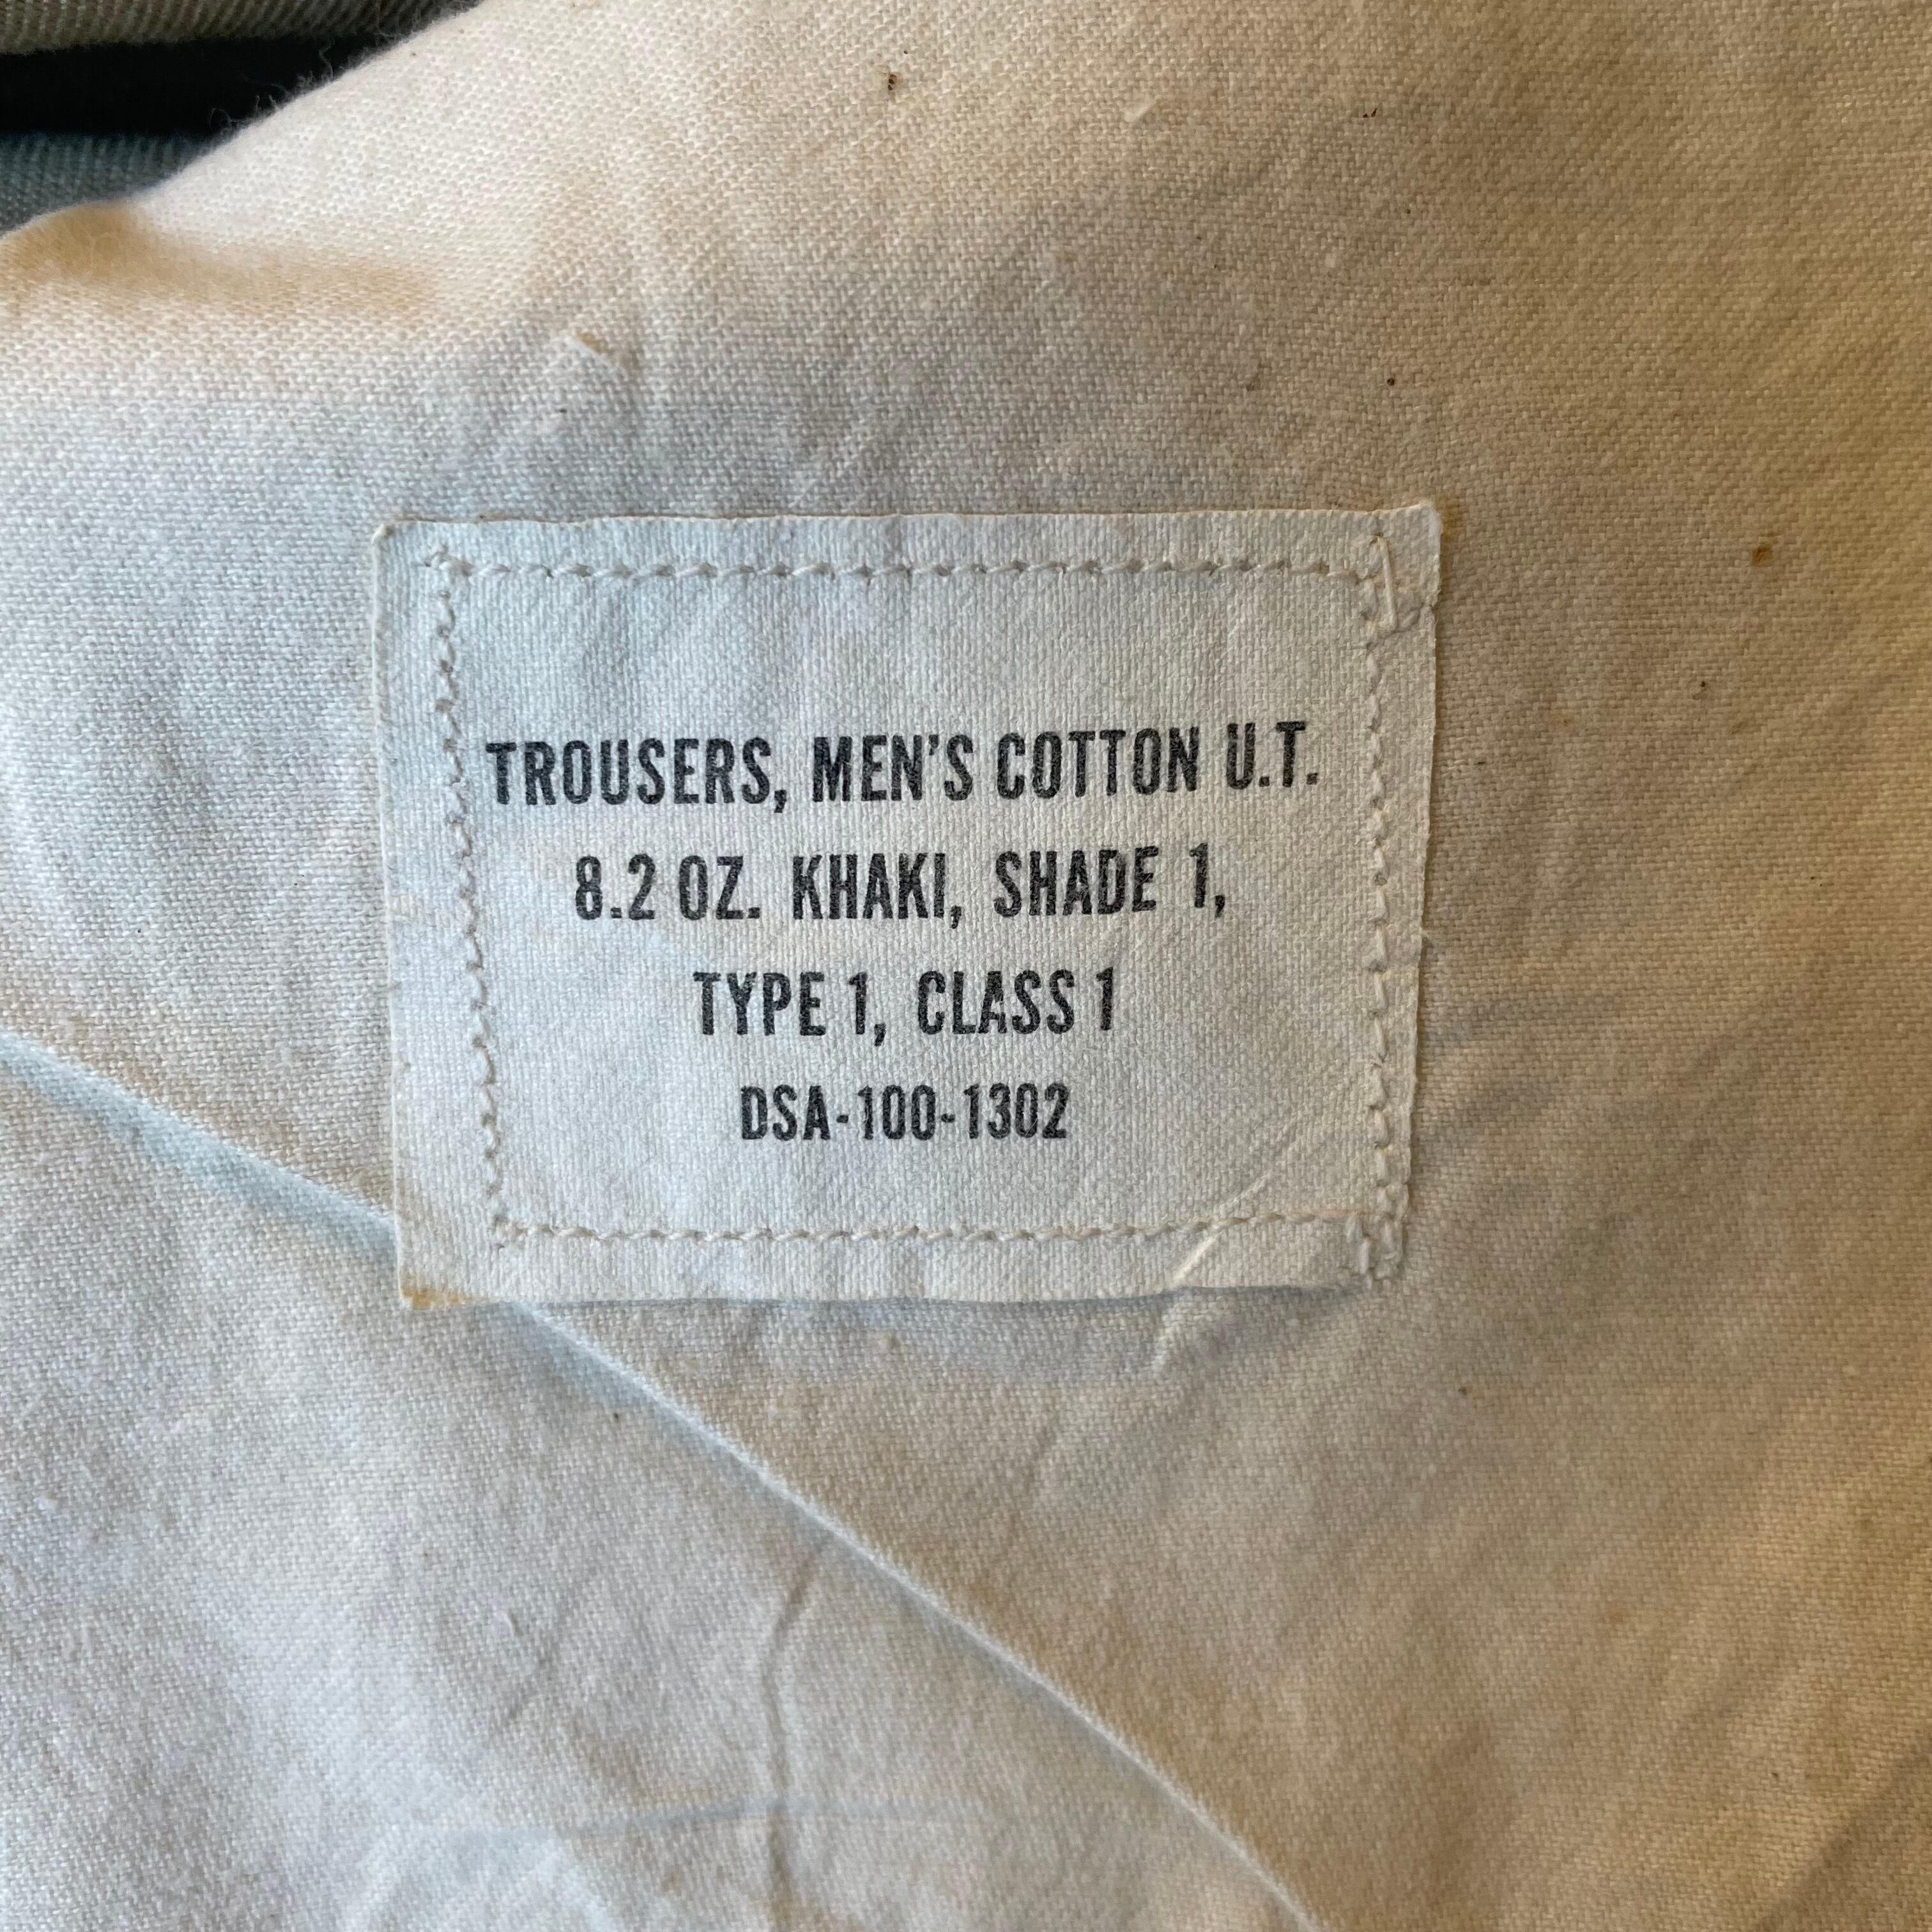 TROUSERS, MEN'S COTTON U.T.
8.2 OZ. KHAKI, SHADE 1,
TYPE 1, CLASS 1
DSA-100-1302